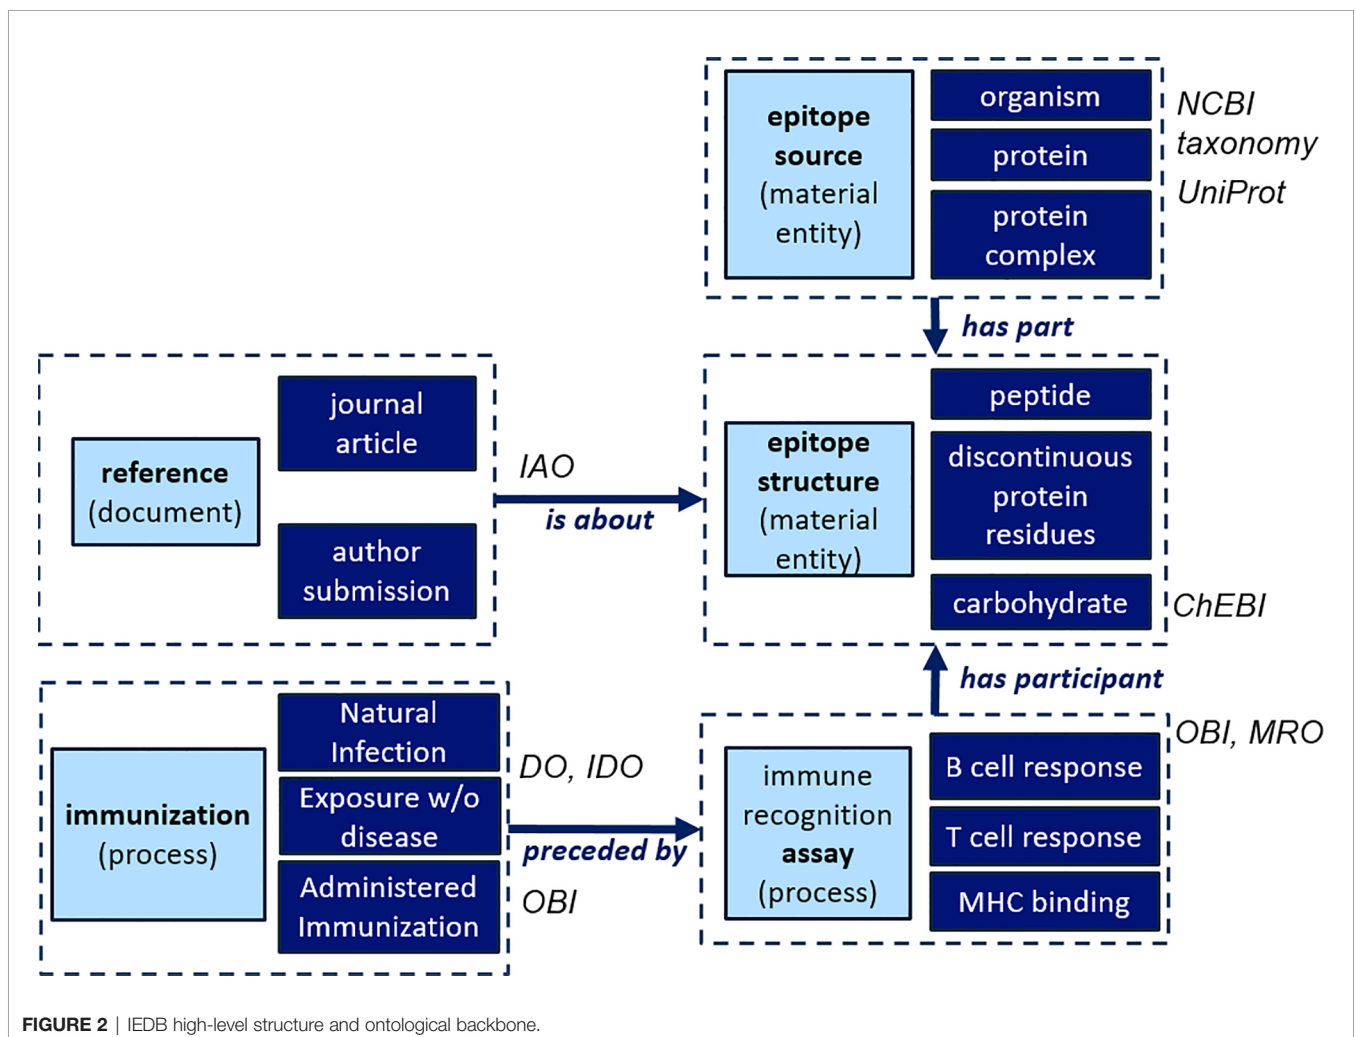 epitope
source
(material
entity)
organism
protein
protein
complex
NCBI
taxonomy
UniProt
has part
reference
(document)
journal
article
author
submission
IAO
is about
epitope
structure
(material
entity)
peptide
discontinuous
protein
residues
carbohydrate
ChEBI
has participant
immunization
(process)
Natural
Infection
Exposure w/o
disease
Administered
Immunization
DO, IDO
preceded by
OBI
immune
recognition
assay
(process)
B cell response
T cell response
MHC binding
OBI, MRO
FIGURE 2 | IEDB high-level structure and ontological backbone.